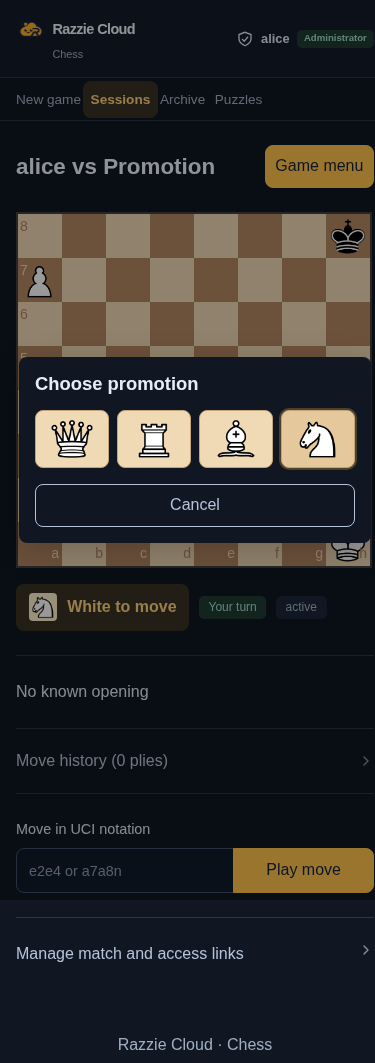 Razzie Cloud
Chess
alice Administrator
New game Sessions Archive Puzzles
alice vs Promotion
Game menu
8
7
6
Choose promotion
Cancel
a b c d e f g h
White to move Your turn active
No known opening
Move history (0 plies)
Move in UCI notation
e2e4 or a7a8n Play move
Manage match and access links
Razzie Cloud · Chess